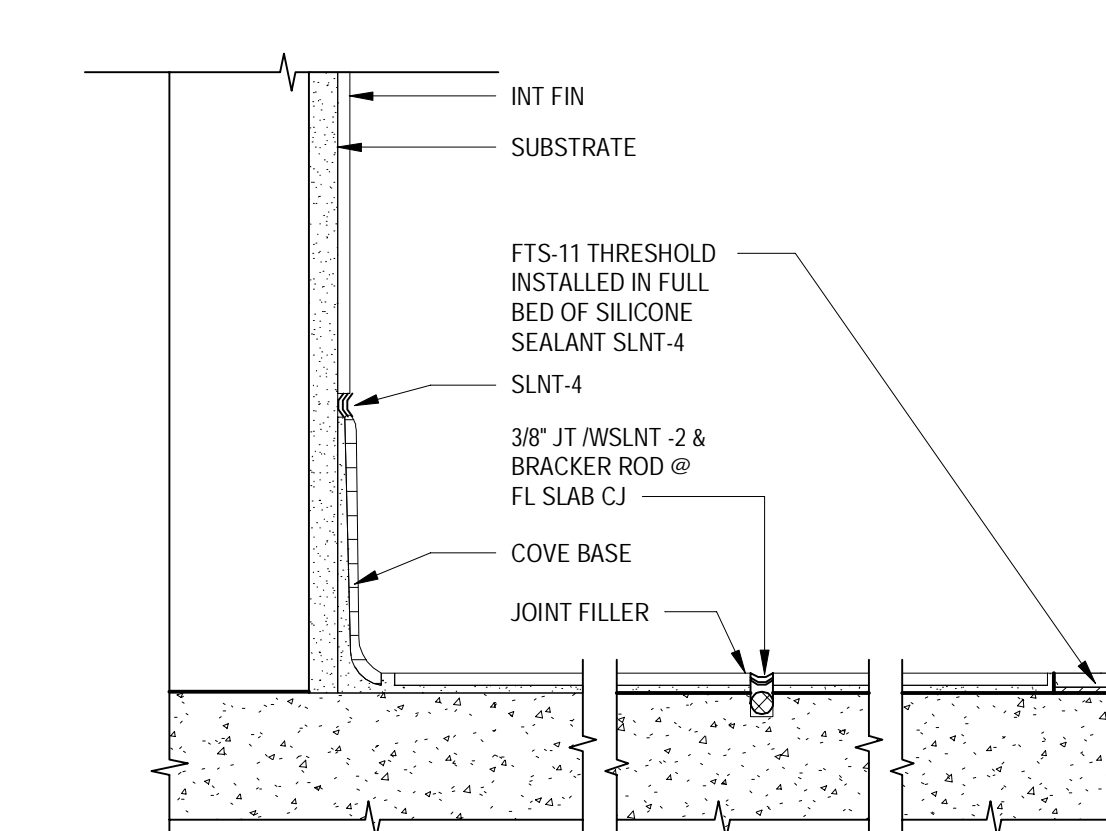 INT FIN
SUBSTRATE
FTS-11 THRESHOLD
INSTALLED IN FULL
BED OF SILICONE
SEALANT SLNT-4
SLNT-4
3/8" JT /WSLNT -2 &
BRACKER ROD @
FL SLAB CJ
COVE BASE
JOINT FILLER